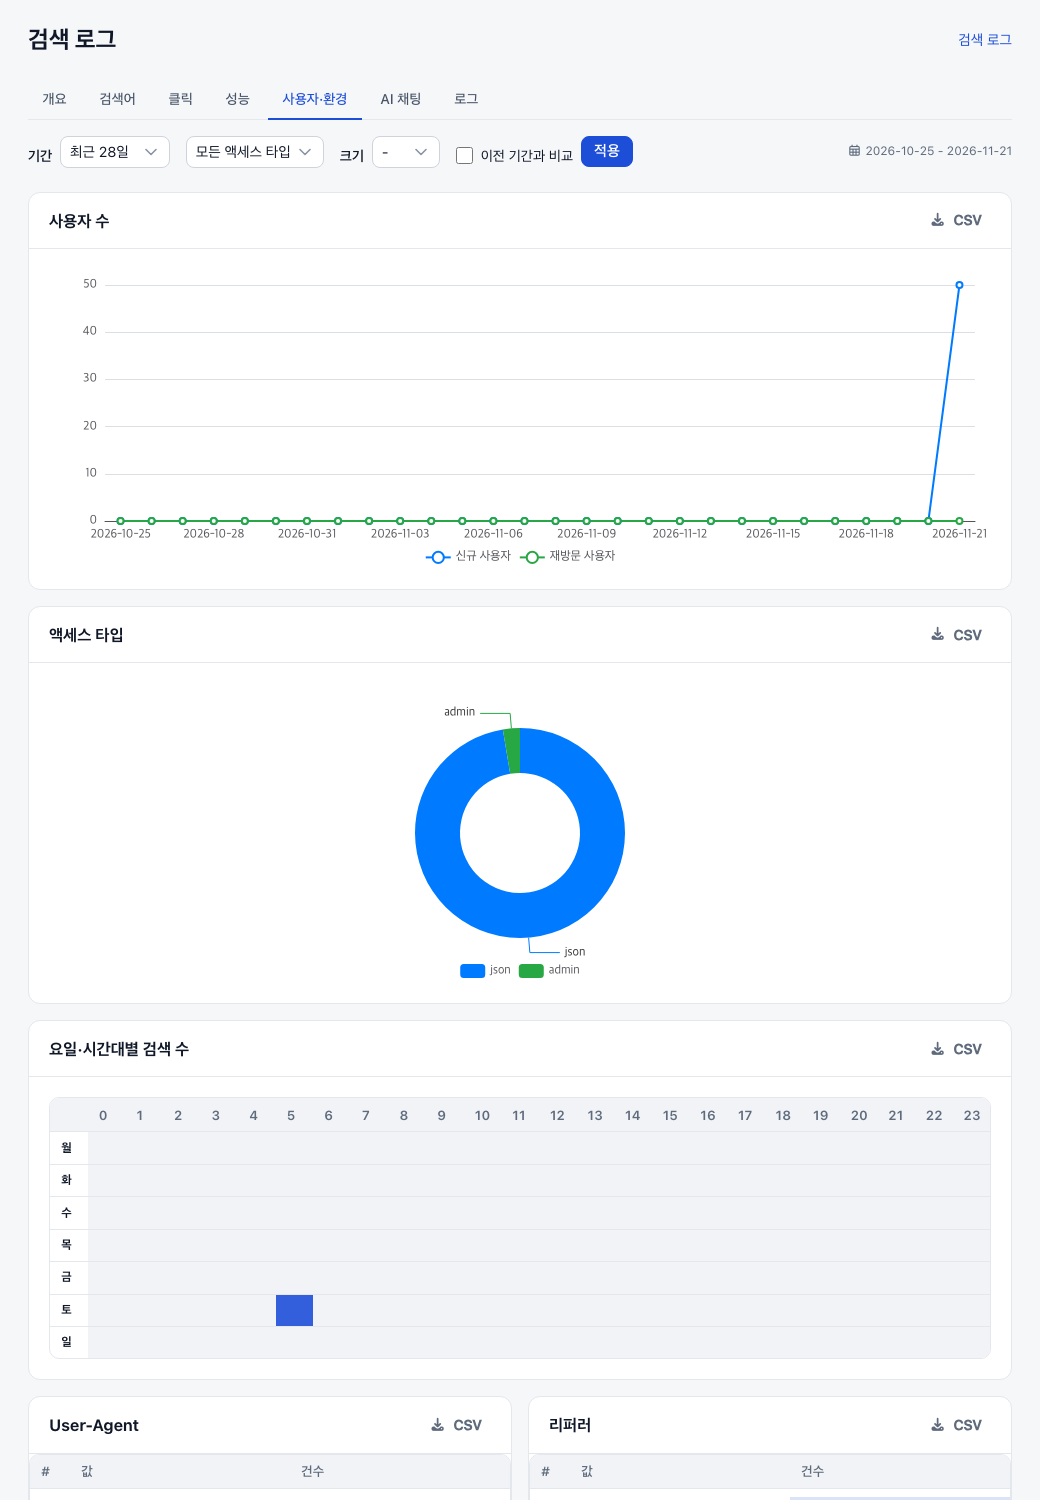 검색 로그
검색 로그
개요 검색어 클릭 성능 사용자·환경 AI 채팅 로그
기간 최근 28일 모든 액세스 타입 크기 - 이전 기간과 비교 적용 2026-10-25 - 2026-11-21
사용자 수 CSV
50
40
30
20
10
0
2026-10-25 2026-10-28 2026-10-31 2026-11-03 2026-11-06 2026-11-09 2026-11-12 2026-11-15 2026-11-18 2026-11-21
신규 사용자 재방문 사용자
액세스 타입 CSV
admin
json
json admin
요일·시간대별 검색 수 CSV
0 1 2 3 4 5 6 7 8 9 10 11 12 13 14 15 16 17 18 19 20 21 22 23
월
화
수
목
금
토
일
User-Agent CSV 리퍼러 CSV
# 값 건수 # 값 건수